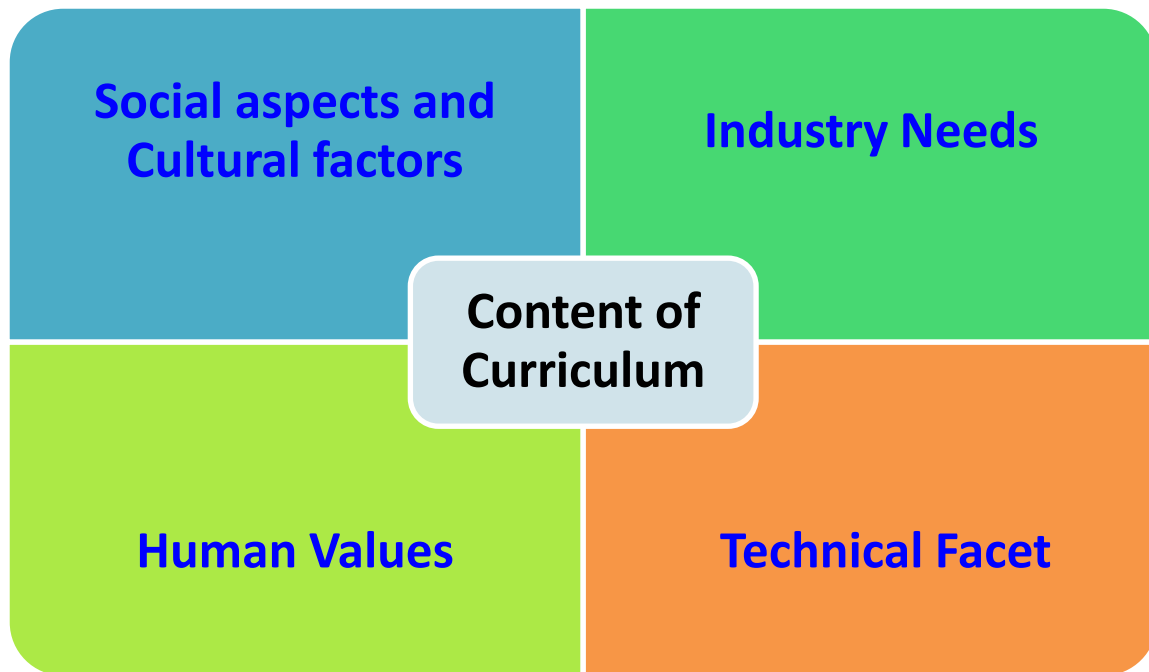 Social aspects and
Cultural factors
Industry Needs
Content of
Curriculum
Human Values
Technical Facet